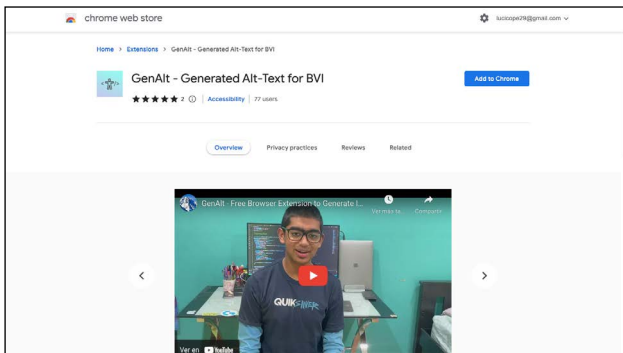 chrome web store
lucioope29@gmail.com
Home > Extensions > GenAlt - Generated Alt-Text for BVI
GenAlt - Generated Alt-Text for BVI
Add to Chrome
★★★★★ 2 | Accessibility | 77 users
Overview Privacy practices Reviews Related
GenAlt - Free Browser Extension to Generate I...
Ver más ta... Compartir
QUIK
Ver en YouTube